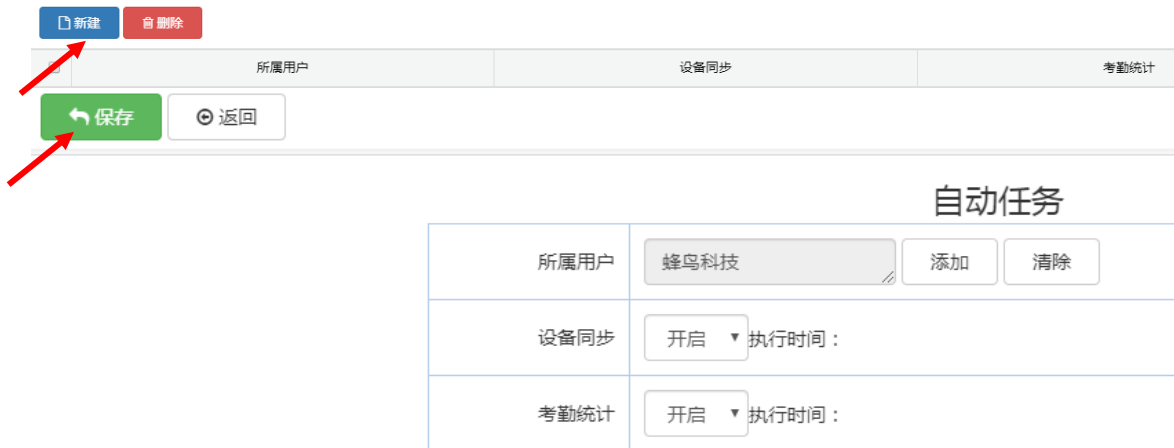 新建 删除
所属用户 设备同步 考勤统计
保存 返回
自动任务
所属用户 蜂鸟科技 添加 清除
设备同步 开启 执行时间：
考勤统计 开启 执行时间：